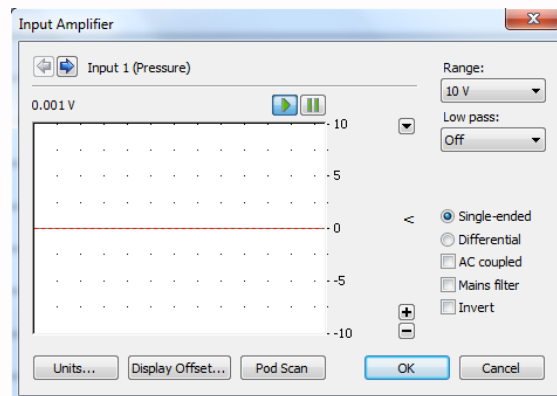 Input Amplifier
Input 1 (Pressure)
Range:
0.001 V
10 V
Low pass:
10
Off
5
<
0
Single-ended
Differential
AC coupled
-5
Mains filter
Invert
-10
Units...
Display Offset...
Pod Scan
OK
Cancel